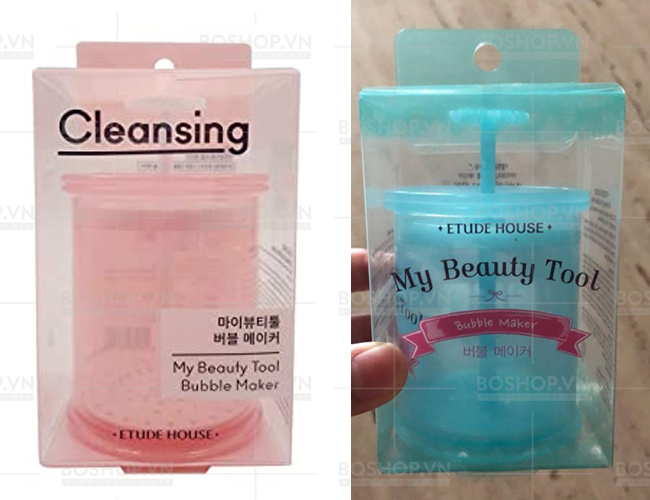 BOSHOP.VN
Cleansing
마이뷰티툴
버블 메이커
My Beauty Tool
Bubble Maker
ETUDE HOUSE
ETUDE HOUSE
My Beauty Tool
Bubble Maker
버블 메이커